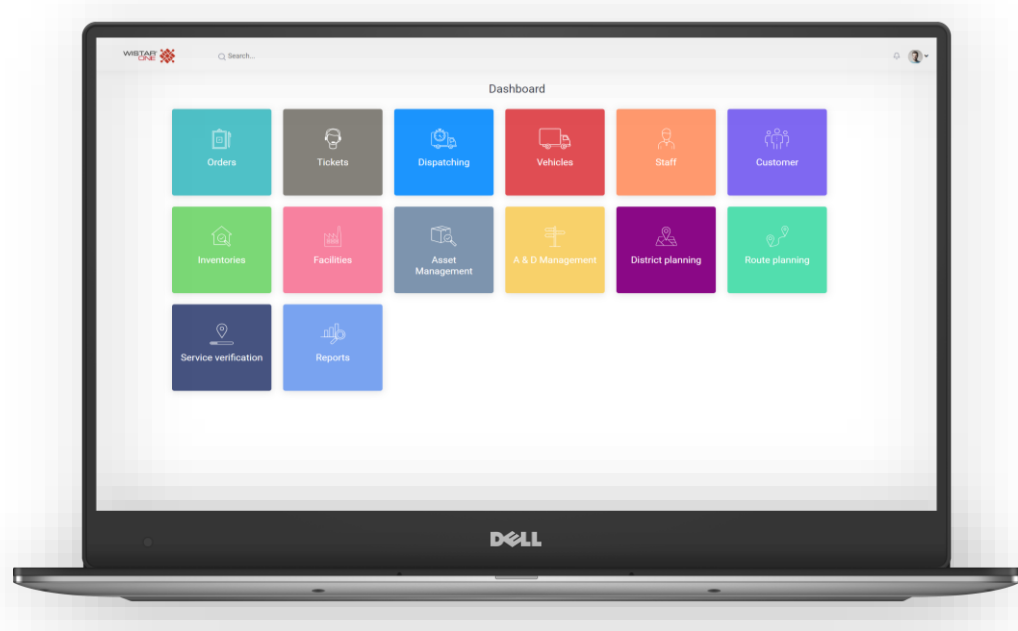 WISTAR
ONE
Search...
Dashboard
Orders
Tickets
Dispatching
Vehicles
Staff
Customer
Inventories
Facilities
Asset
Management
A & D Management
District planning
Route planning
Service verification
Reports
DELL